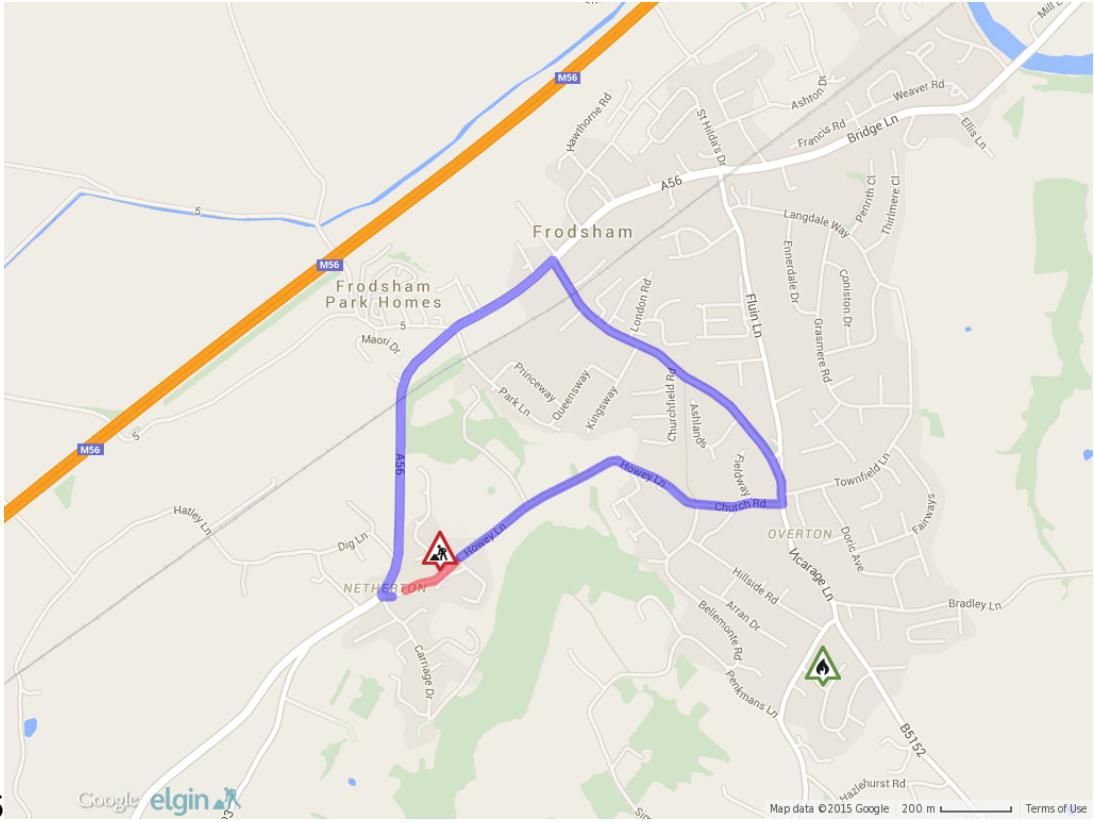 Mill
M56
Hawthorne Rd
Ashton Dr
Weaver Rd
St Hilda's Dr
Francis Rd
Bridge Ln
Ellis Ln
A56
Penrith Cl
Thirlmere Cl
5
Langdale Way
Frodsham
M56
Ennerdale Dr
Coniston Dr
Frodsham
Park Homes
London Rd
Fluin Ln
5
Maori Dr
Grasmere Rd
Princeway
Queensway
Park Ln
Kingsway
Churchfield Rd
Ashlands
5
M56
A56
Howey Ln
Fieldway
Townfield Ln
Church Rd
Fairways
Hatley Ln
Dig Ln
Howey Ln
OVERTON
Doric Ave
NETHERTON
Vicarage Ln
Hillside Rd
Bradley Ln
Arran Dr
Bellemonte Rd
Carriage Dr
Penkmans Ln
B5152
Hazlehurst Rd
Google elgin
Map data ©2015 Google 200 m Terms of Use